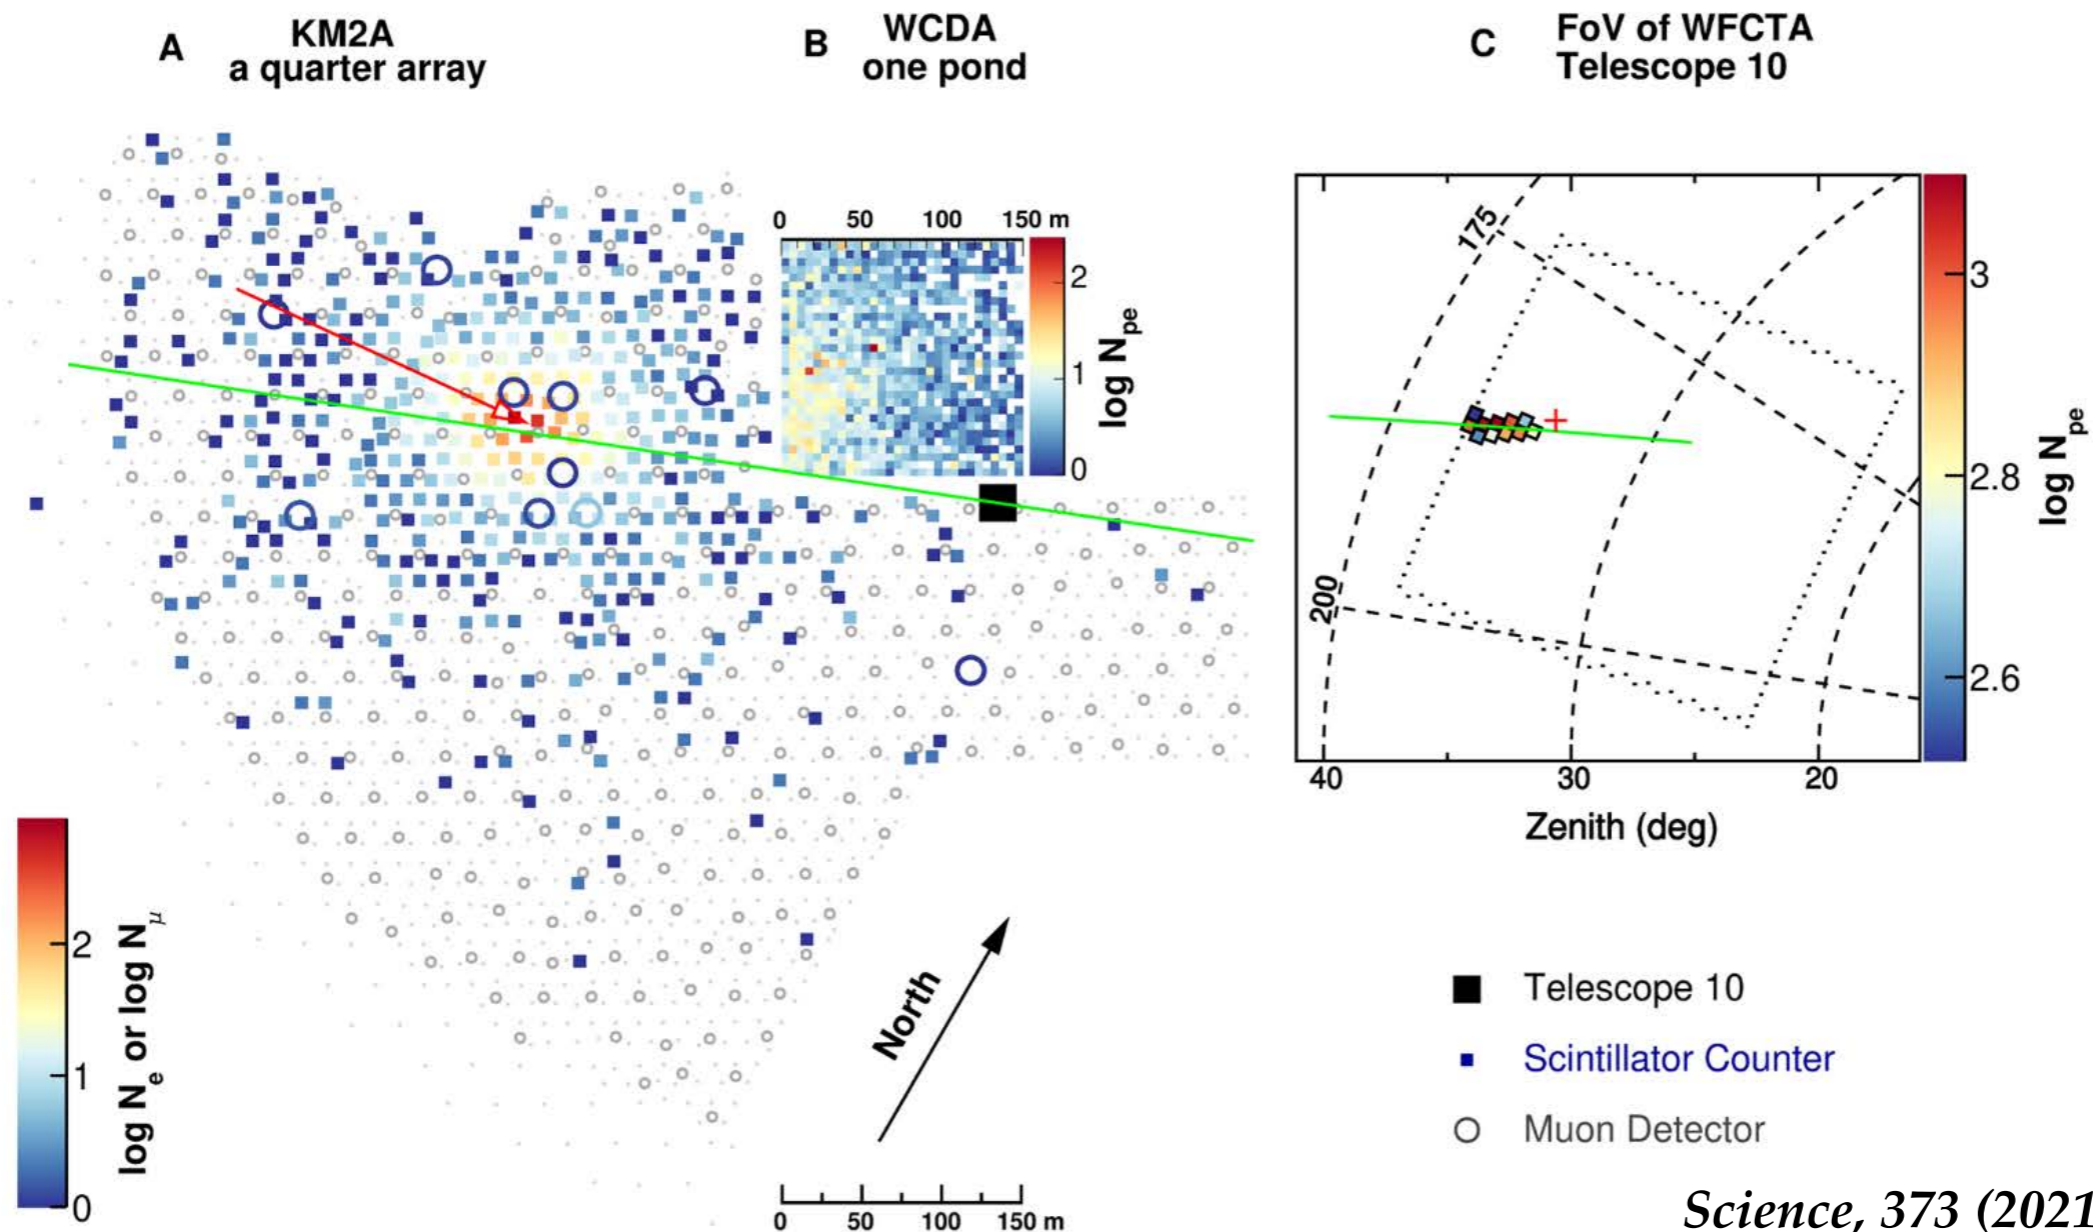 A
KM2A
a quarter array
B
WCDA
one pond
C
FoV of WFCTA
Telescope 10
0 50 100 150 m
2
1
0
log N pe
175
200
40 30 20
Zenith (deg)
3
2.8
2.6
log N pe
2
1
0
log N e or log N μ
North
0 50 100 150 m
Telescope 10
Scintillator Counter
Muon Detector
Science, 373 (2021